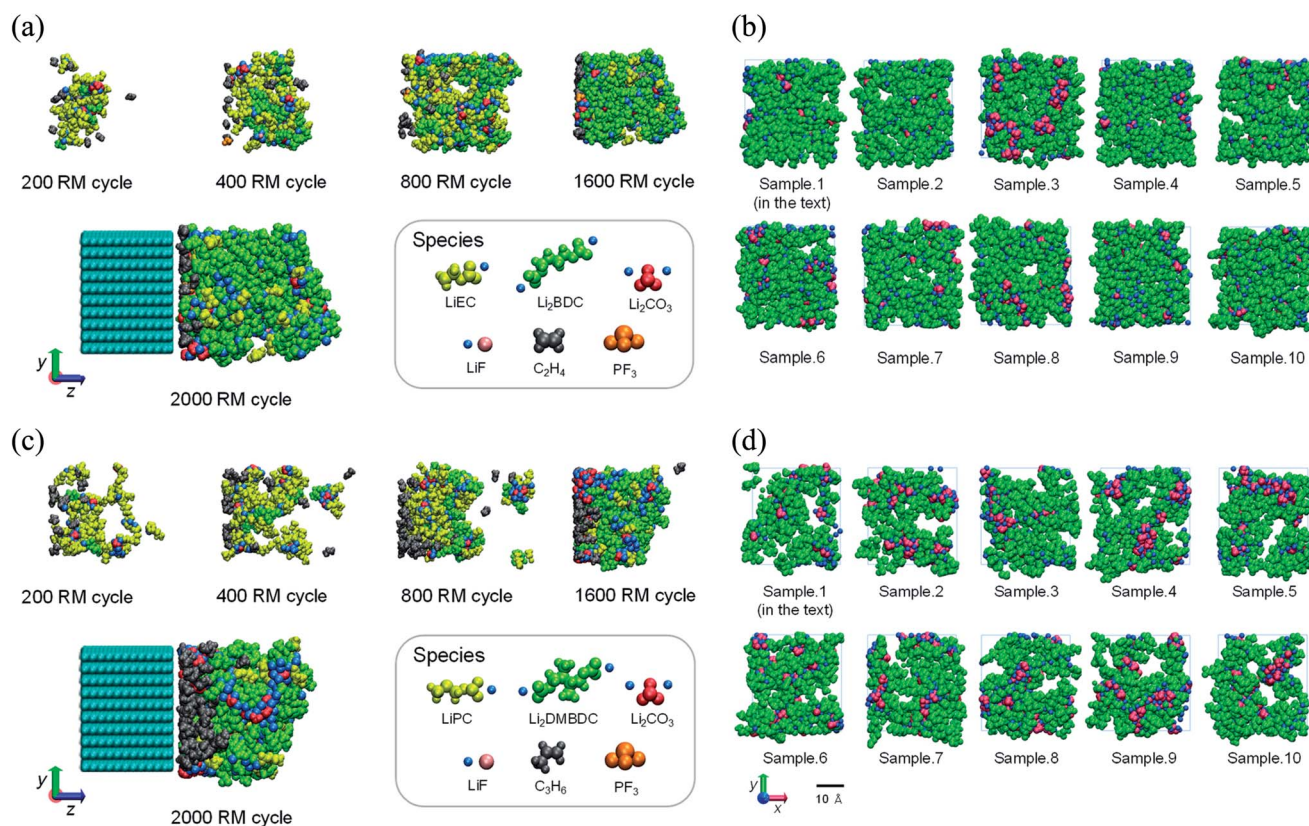 (a)
200 RM cycle
400 RM cycle
800 RM cycle
1600 RM cycle
y
z
2000 RM cycle
Species
LiEC
Li₂BDC
Li₂CO₃
LiF
C₂H₄
PF₃
(b)
Sample.1
(in the text)
Sample.2
Sample.3
Sample.4
Sample.5
Sample.6
Sample.7
Sample.8
Sample.9
Sample.10
(c)
200 RM cycle
400 RM cycle
800 RM cycle
1600 RM cycle
y
z
2000 RM cycle
Species
LiPC
Li₂DMBDC
Li₂CO₃
LiF
C₃H₆
PF₃
(d)
Sample.1
(in the text)
Sample.2
Sample.3
Sample.4
Sample.5
Sample.6
Sample.7
Sample.8
Sample.9
Sample.10
y
x
10 Å